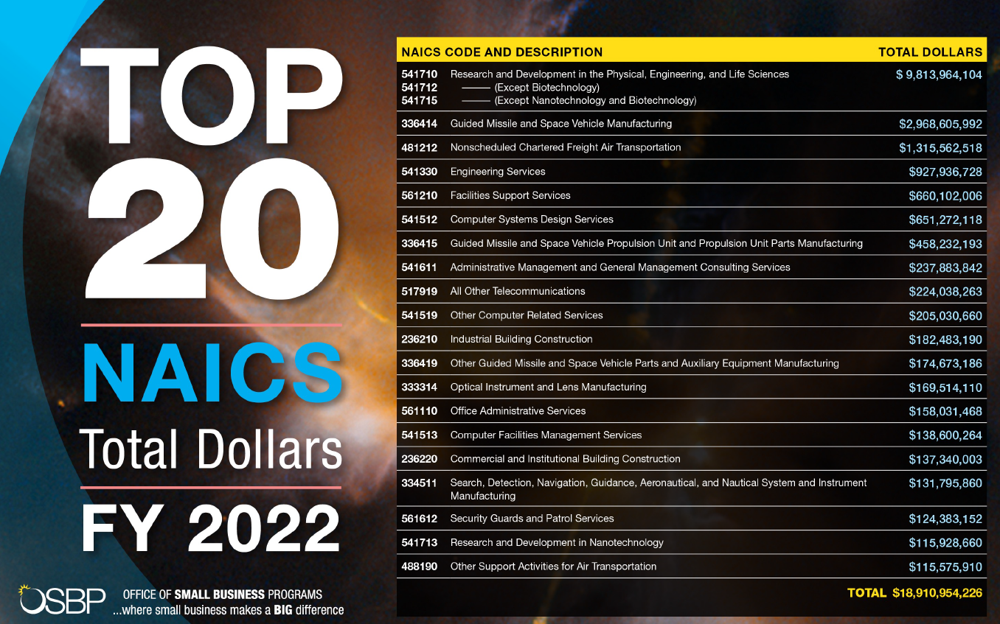 TOP
20
NAICS
Total Dollars
FY 2022
OSBP OFFICE OF SMALL BUSINESS PROGRAMS
...where small business makes a BIG difference
NAICS CODE AND DESCRIPTION TOTAL DOLLARS
541710 Research and Development in the Physical, Engineering, and Life Sciences $ 9,813,964,104
541712 —— (Except Biotechnology)
541715 —— (Except Nanotechnology and Biotechnology)
336414 Guided Missile and Space Vehicle Manufacturing $2,968,605,992
481212 Nonscheduled Chartered Freight Air Transportation $1,315,562,518
541330 Engineering Services $927,936,728
561210 Facilities Support Services $660,102,006
541512 Computer Systems Design Services $651,272,118
336415 Guided Missile and Space Vehicle Propulsion Unit and Propulsion Unit Parts Manufacturing $458,232,193
541611 Administrative Management and General Management Consulting Services $237,883,842
517919 All Other Telecommunications $224,038,263
541519 Other Computer Related Services $205,030,660
236210 Industrial Building Construction $182,483,190
336419 Other Guided Missile and Space Vehicle Parts and Auxiliary Equipment Manufacturing $174,673,186
333314 Optical Instrument and Lens Manufacturing $169,514,110
561110 Office Administrative Services $158,031,468
541513 Computer Facilities Management Services $138,600,264
236220 Commercial and Institutional Building Construction $137,340,003
334511 Search, Detection, Navigation, Guidance, Aeronautical, and Nautical System and Instrument $131,795,860
Manufacturing
561612 Security Guards and Patrol Services $124,383,152
541713 Research and Development in Nanotechnology $115,928,660
488190 Other Support Activities for Air Transportation $115,575,910
TOTAL $18,910,954,226